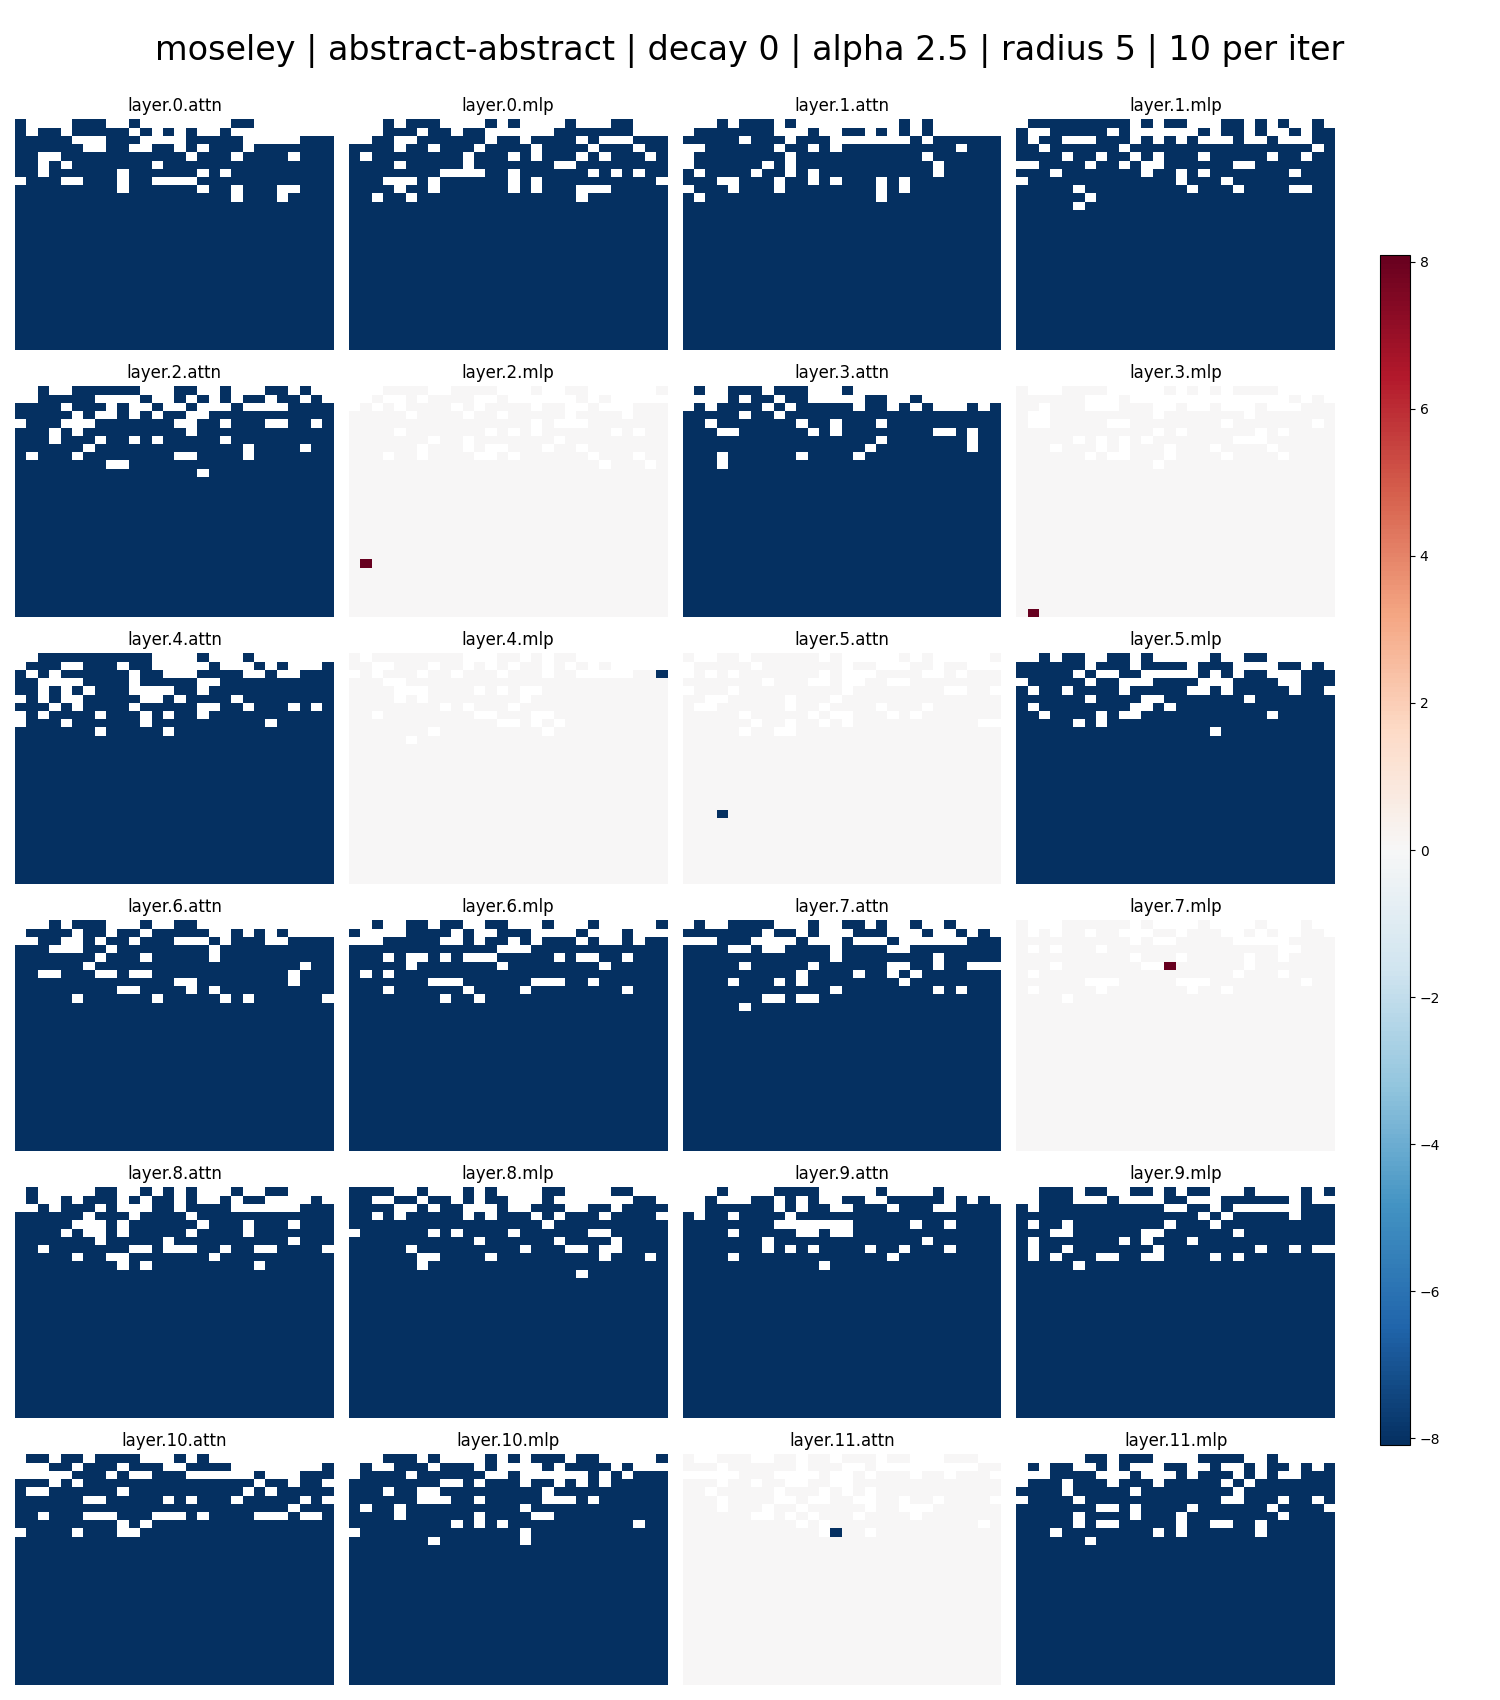 moseley | abstract-abstract | decay 0 | alpha 2.5 | radius 5 | 10 per iter
layer.0.attn
layer.0.mlp
layer.1.attn
layer.1.mlp
layer.2.attn
layer.2.mlp
layer.3.attn
layer.3.mlp
layer.4.attn
layer.4.mlp
layer.5.attn
layer.5.mlp
layer.6.attn
layer.6.mlp
layer.7.attn
layer.7.mlp
layer.8.attn
layer.8.mlp
layer.9.attn
layer.9.mlp
layer.10.attn
layer.10.mlp
layer.11.attn
layer.11.mlp
8
6
4
2
0
−2
−4
−6
−8